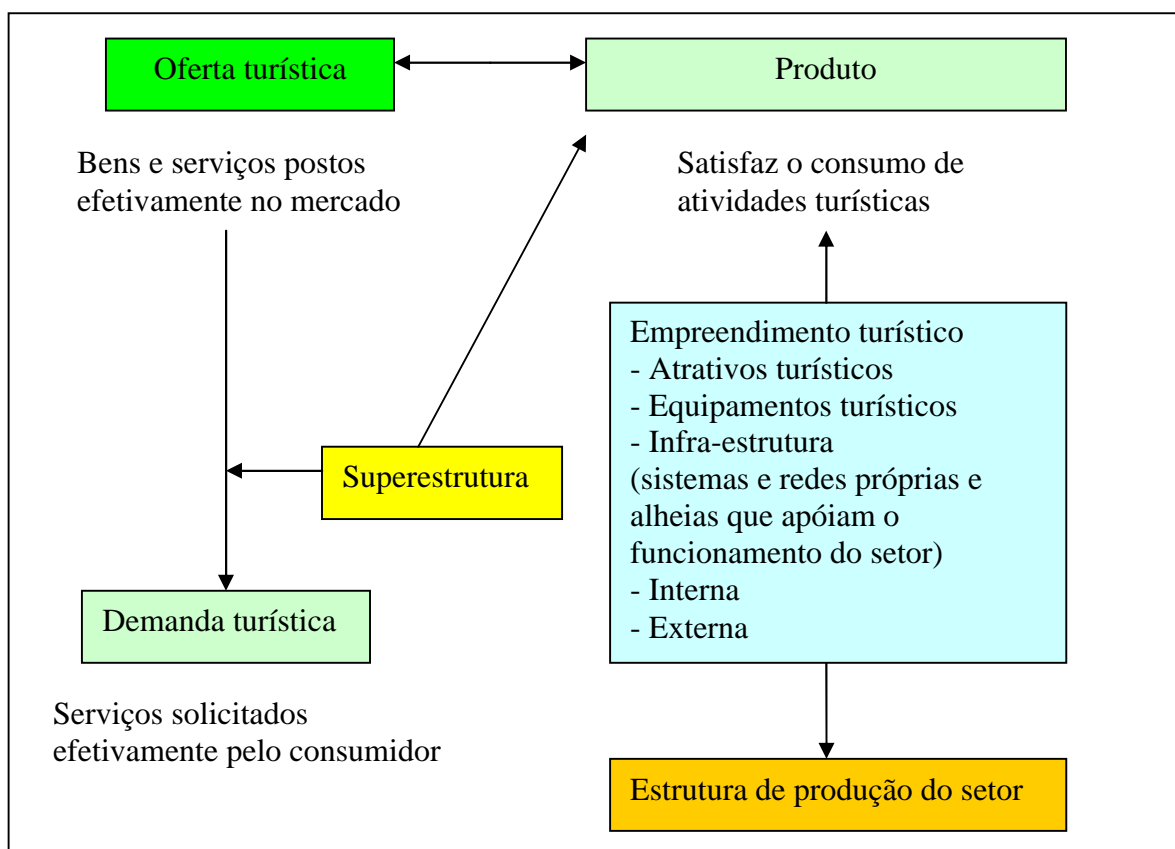 Oferta turística
Produto
Bens e serviços postos
efetivamente no mercado
Satisfaz o consumo de
atividades turísticas
Empreendimento turístico
- Atrativos turísticos
- Equipamentos turísticos
- Infra-estrutura
(sistemas e redes próprias e
alheias que apóiam o
funcionamento do setor)
- Interna
- Externa
Superestrutura
Demanda turística
Serviços solicitados
efetivamente pelo consumidor
Estrutura de produção do setor